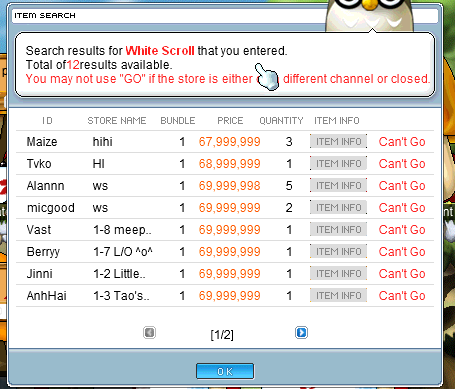 ITEM SEARCH
Search results for White Scroll that you entered.
Total of12results available.
You may not use "GO" if the store is either different channel or closed.
ID STORE NAME BUNDLE PRICE QUANTITY ITEM INFO
Maize hihi 1 67,999,999 3 ITEM INFO Can't Go
Tvko HI 1 68,999,999 1 ITEM INFO Can't Go
Alannn ws 1 69,999,998 5 ITEM INFO Can't Go
micgood ws 1 69,999,999 2 ITEM INFO Can't Go
Vast 1-8 meep.. 1 69,999,999 1 ITEM INFO Can't Go
Berryy 1-7 L/O ^o^ 1 69,999,999 1 ITEM INFO Can't Go
Jinni 1-2 Little.. 1 69,999,999 1 ITEM INFO Can't Go
AnhHai 1-3 Tao's.. 1 69,999,999 1 ITEM INFO Can't Go
[1/2]
OK